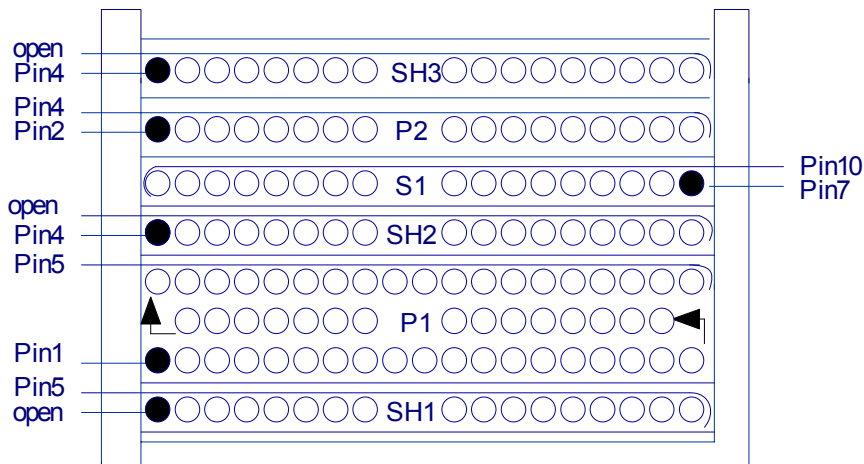 open
Pin4 SH3
Pin4
Pin2 P2
Pin10
S1
Pin7
open
Pin4 SH2
Pin5
P1
Pin1
Pin5
open SH1